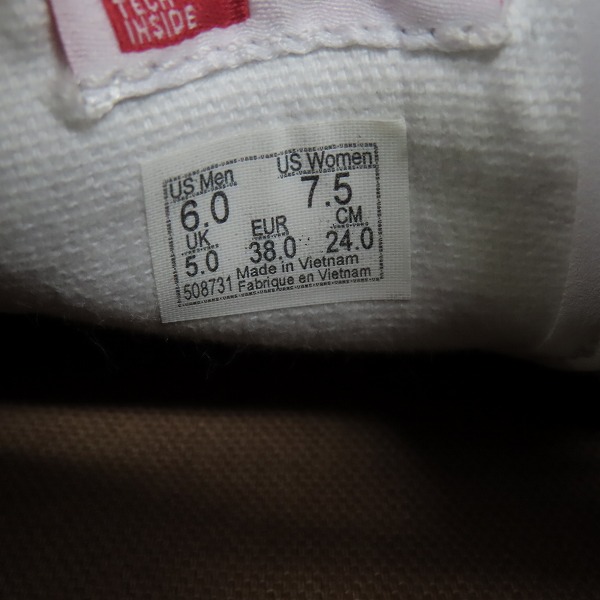 TECH
INSIDE
US Men US Women
6.0 7.5
UK EUR CM
5.0 38.0 24.0
Made in Vietnam
508731 Fabrique en Vietnam